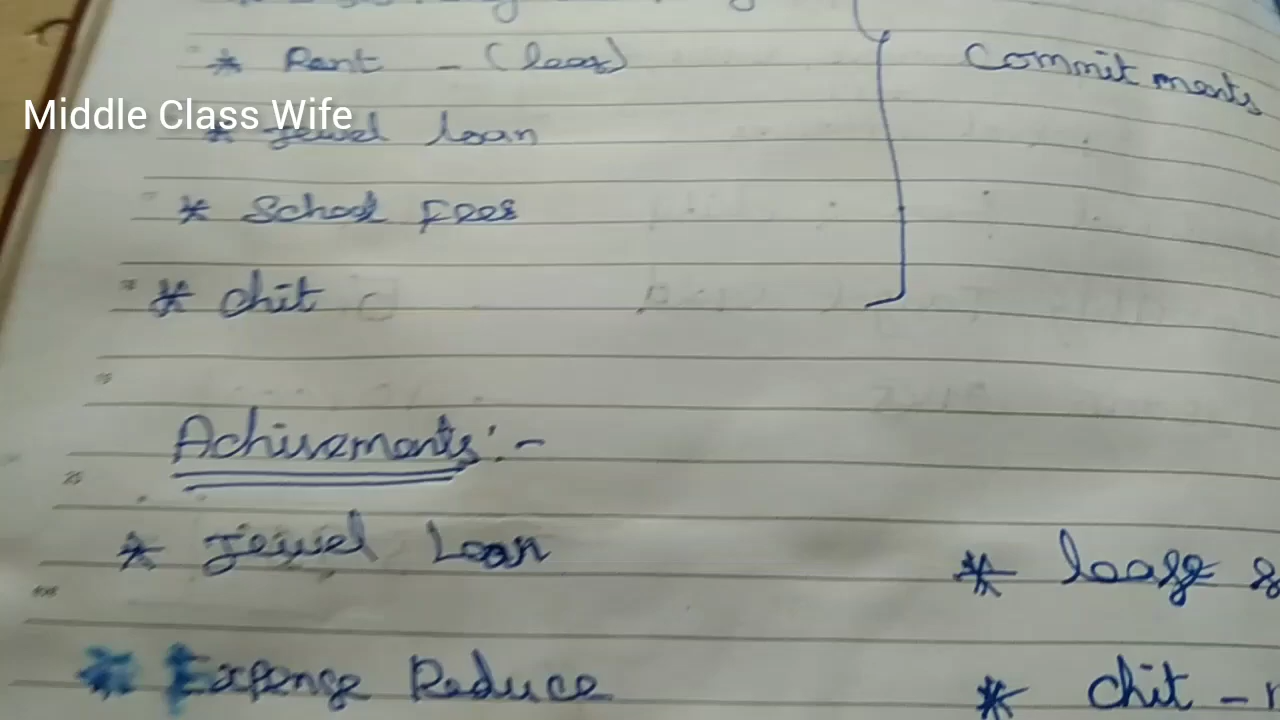 * Rent - (lease)
Commitments
Middle Class Wife
* Jewel loan
* School Fees
* chit
Achivements:-
* Jewel Loan
* lease
* Expense Reduce
* chit -